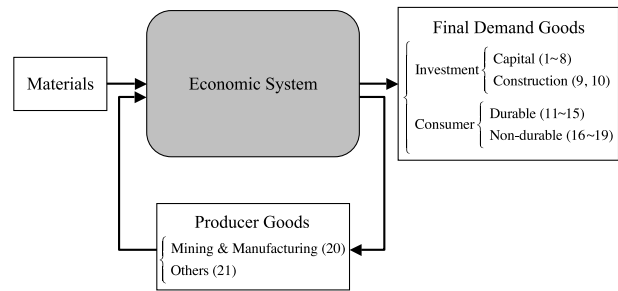 Materials
Economic System
Final Demand Goods
Investment
Capital (1~8)
Construction (9, 10)
Consumer
Durable (11~15)
Non-durable (16~19)
Producer Goods
Mining & Manufacturing (20)
Others (21)